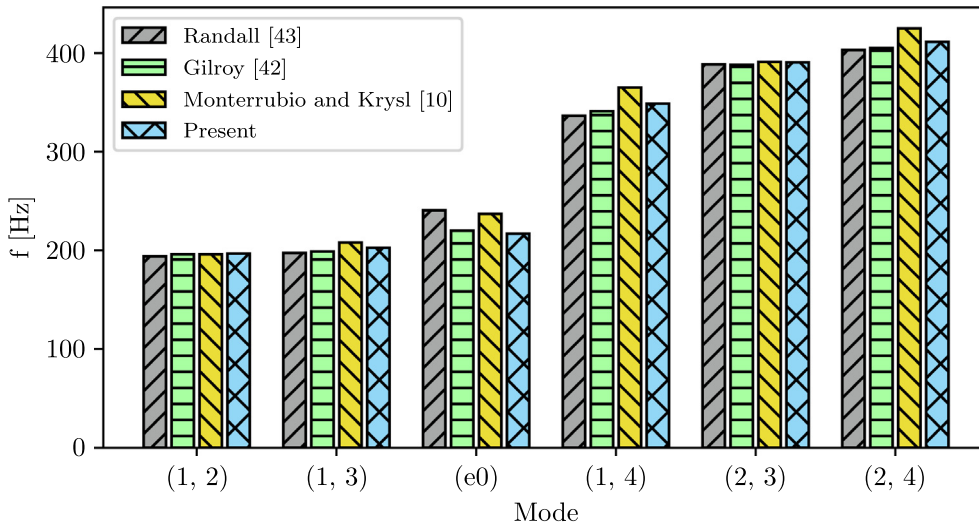 Randall [43]
Gilroy [42]
Monterrubio and Krysl [10]
Present
f [Hz]
400
300
200
100
0
(1, 2) (1, 3) (e0) (1, 4) (2, 3) (2, 4)
Mode